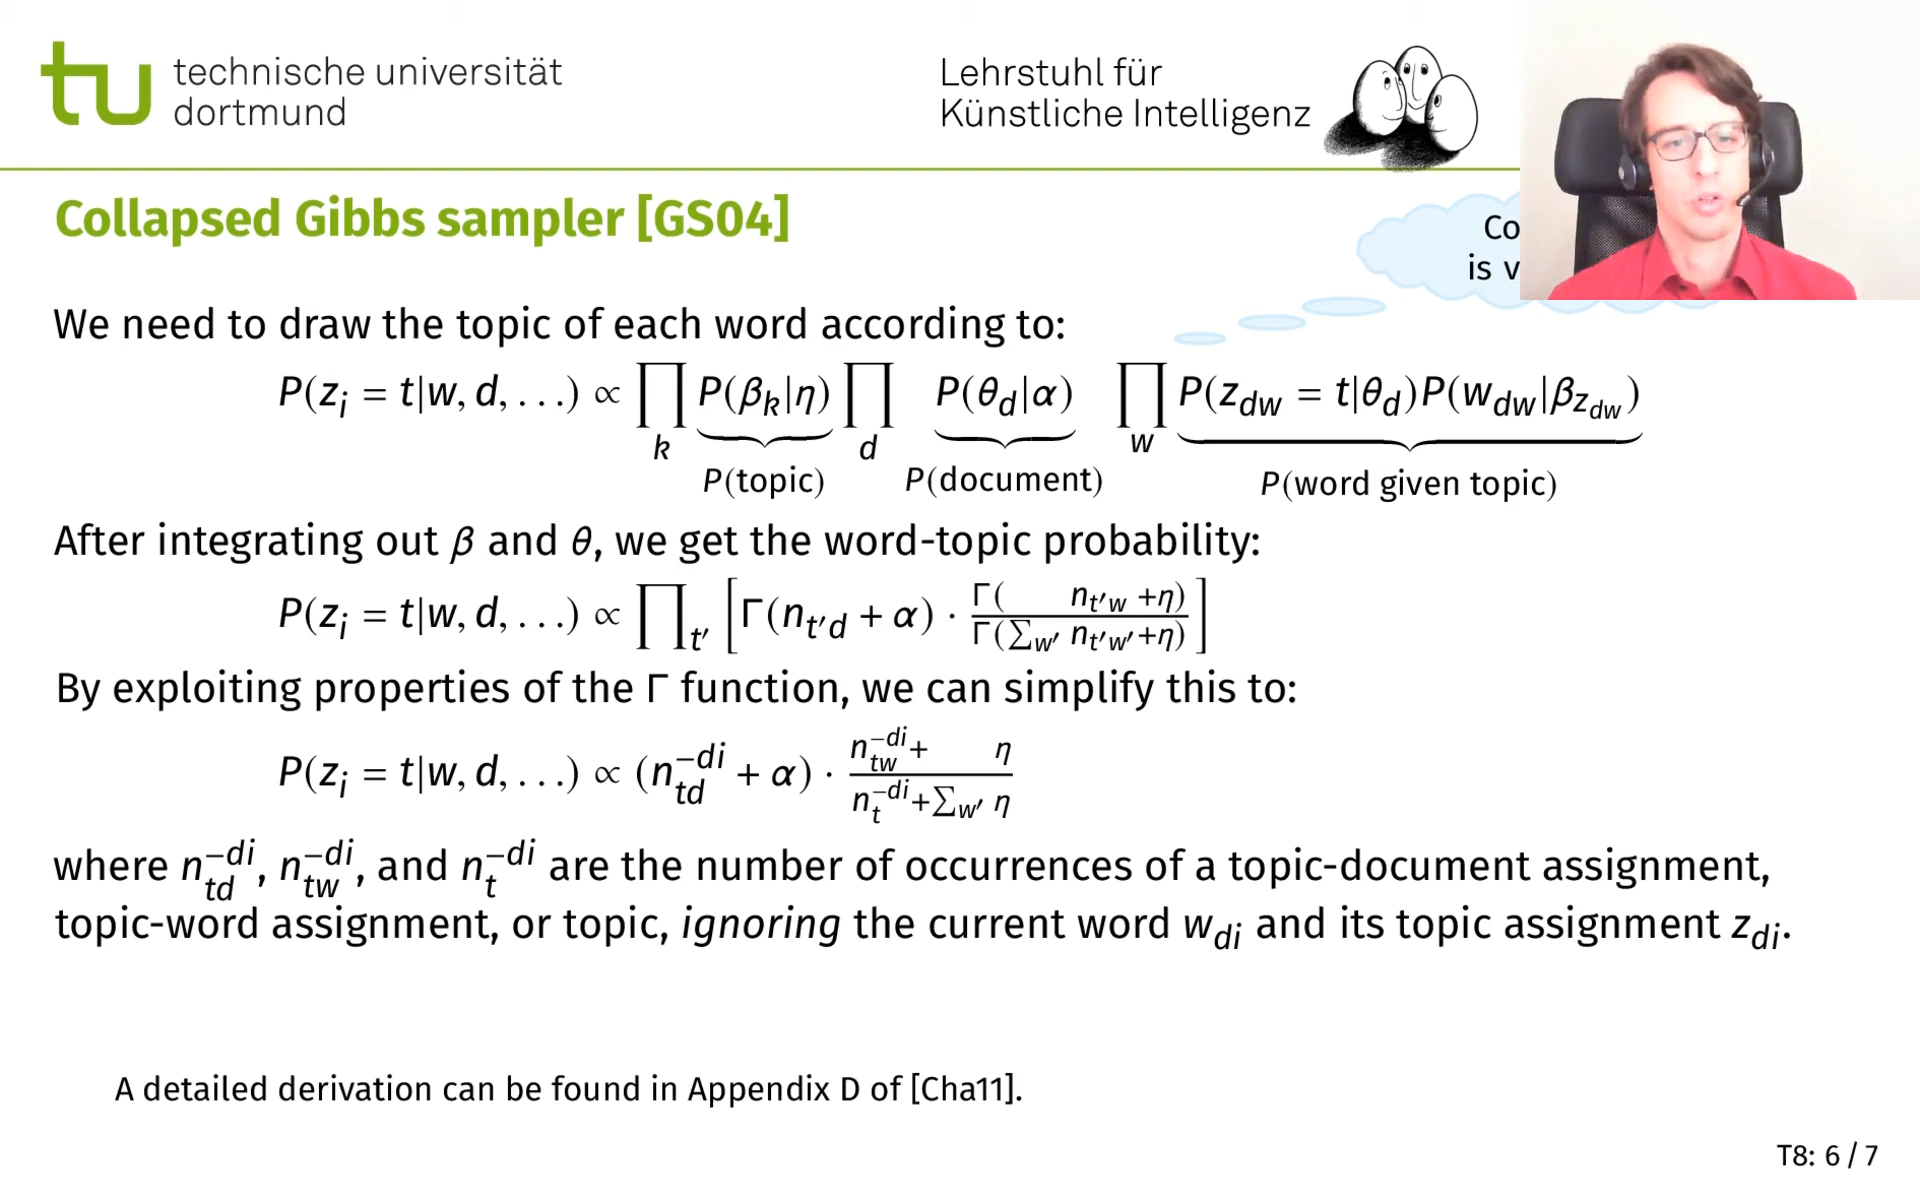 tu technische universität
dortmund
Lehrstuhl für
Künstliche Intelligenz
Collapsed Gibbs sampler [GS04]
Co
is v
We need to draw the topic of each word according to:
P(z_i = t|w, d, …) ∝ ∏_k P(β_k|η) ∏_d P(θ_d|α) ∏_w P(z_dw = t|θ_d)P(w_dw|β_z_dw)
P(topic) P(document) P(word given topic)
After integrating out β and θ, we get the word-topic probability:
P(z_i = t|w, d, …) ∝ ∏_t′ [Γ(n_t′d + α) · Γ(n_t′w +η) / Γ(∑_w′ n_t′w′+η)]
By exploiting properties of the Γ function, we can simplify this to:
P(z_i = t|w, d, …) ∝ (n_td^−di + α) · (n_tw^−di + η) / (n_t^−di + ∑_w′ η)
where n_td^−di, n_tw^−di, and n_t^−di are the number of occurrences of a topic-document assignment,
topic-word assignment, or topic, ignoring the current word w_di and its topic assignment z_di.
A detailed derivation can be found in Appendix D of [Cha11].
T8: 6 / 7